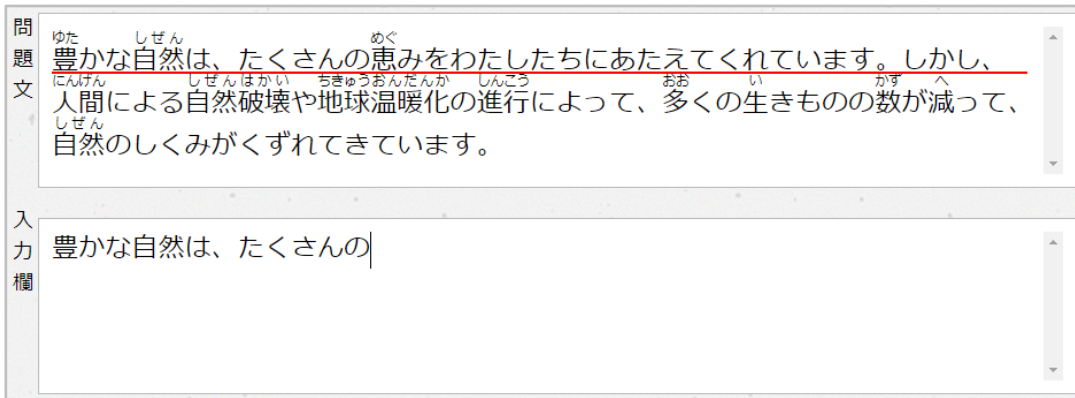 問題文
ゆた しぜん めぐ
豊かな自然は、たくさんの恵みをわたしたちにあたえてくれています。しかし、
にんげん しぜんはかい ちきゅうおんだんか しんこう おお い かず へ
人間による自然破壊や地球温暖化の進行によって、多くの生きものの数が減って、
しぜん
自然のしくみがくずれてきています。
入力欄
豊かな自然は、たくさんの